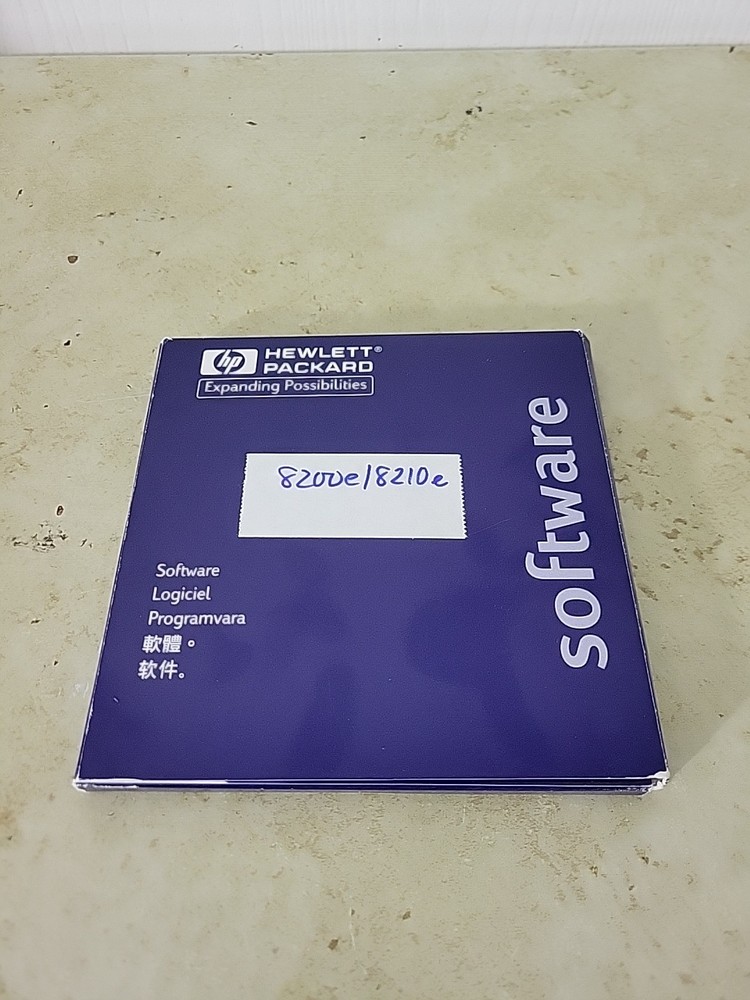 hp HEWLETT®
PACKARD
Expanding Possibilities
8200e/8210e
software
Software
Logiciel
Programvara
軟體。
软件。